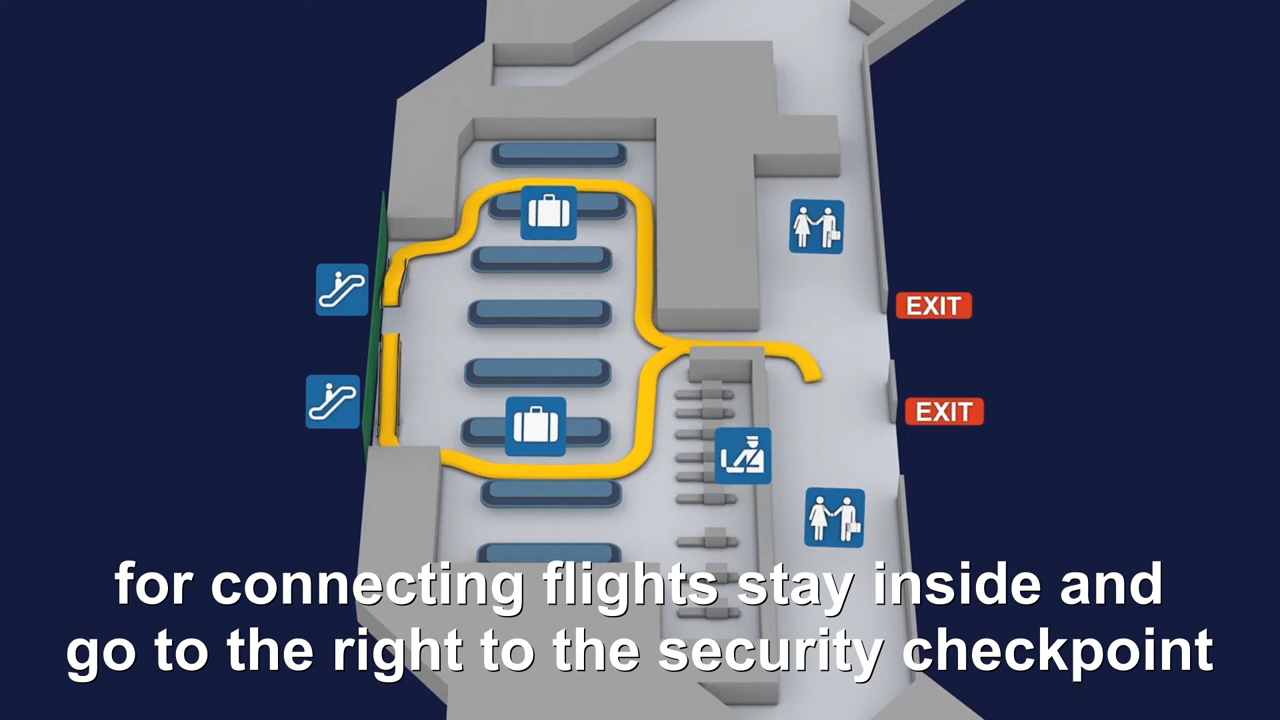 EXIT
EXIT
for connecting flights stay inside and
go to the right to the security checkpoint